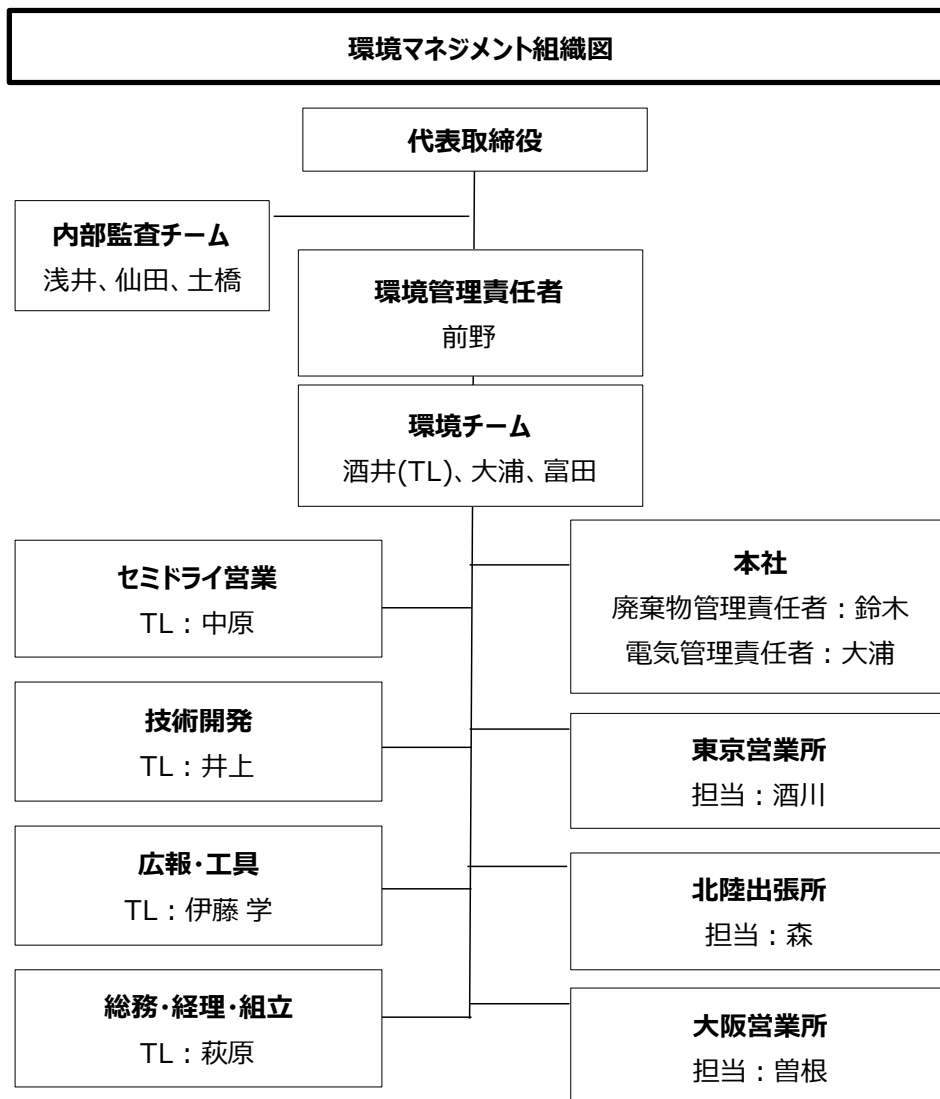 環境マネジメント組織図
代表取締役
内部監査チーム
浅井、仙田、土橋
環境管理責任者
前野
環境チーム
酒井(TL)、大浦、富田
セミドライ営業
TL：中原
本社
廃棄物管理責任者：鈴木
電気管理責任者：大浦
技術開発
TL：井上
東京営業所
担当：酒川
広報･工具
TL：伊藤 学
北陸出張所
担当：森
総務･経理･組立
TL：萩原
大阪営業所
担当：曽根